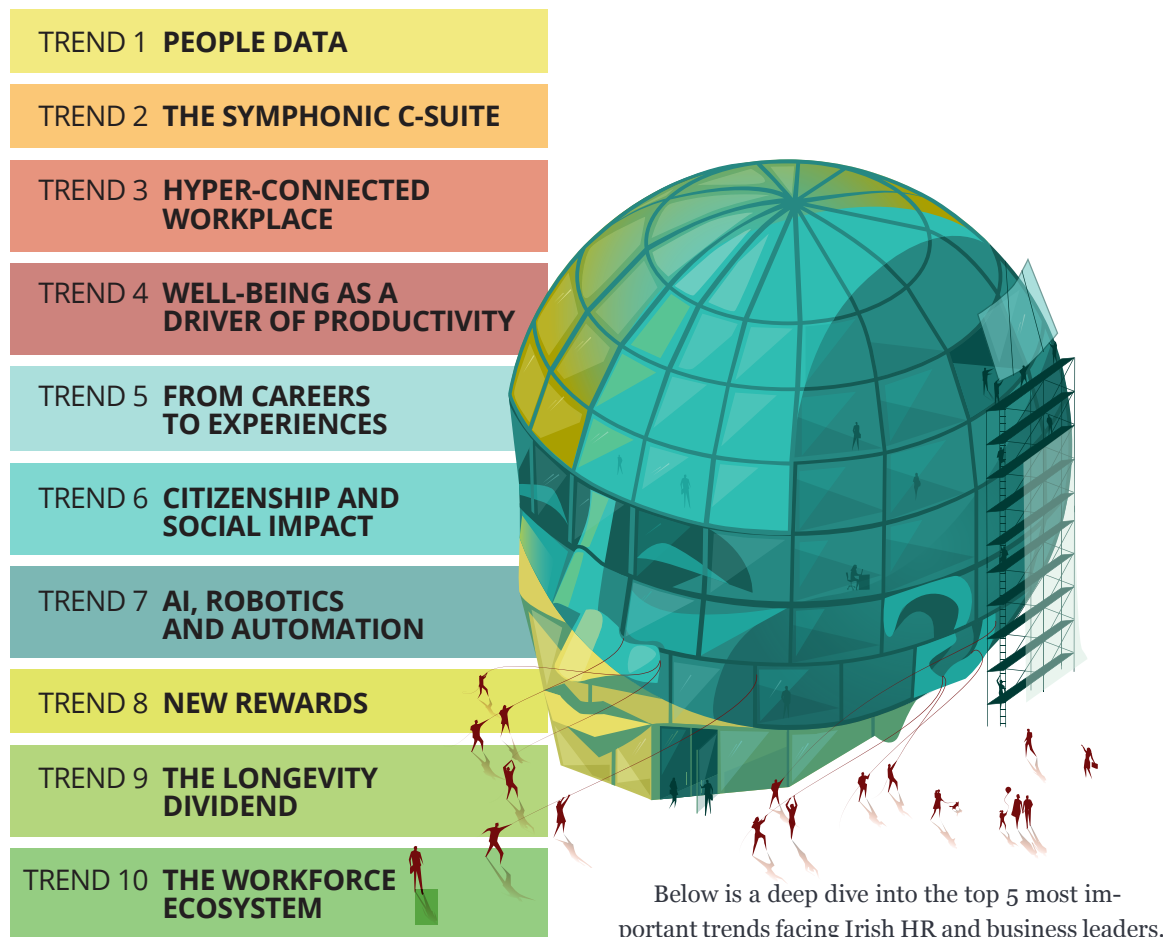 TREND 1 PEOPLE DATA
TREND 2 THE SYMPHONIC C-SUITE
TREND 3 HYPER-CONNECTED
WORKPLACE
TREND 4 WELL-BEING AS A
DRIVER OF PRODUCTIVITY
TREND 5 FROM CAREERS
TO EXPERIENCES
TREND 6 CITIZENSHIP AND
SOCIAL IMPACT
TREND 7 AI, ROBOTICS
AND AUTOMATION
TREND 8 NEW REWARDS
TREND 9 THE LONGEVITY
DIVIDEND
TREND 10 THE WORKFORCE
ECOSYSTEM
Below is a deep dive into the top 5 most im-
portant trends facing Irish HR and business leaders.